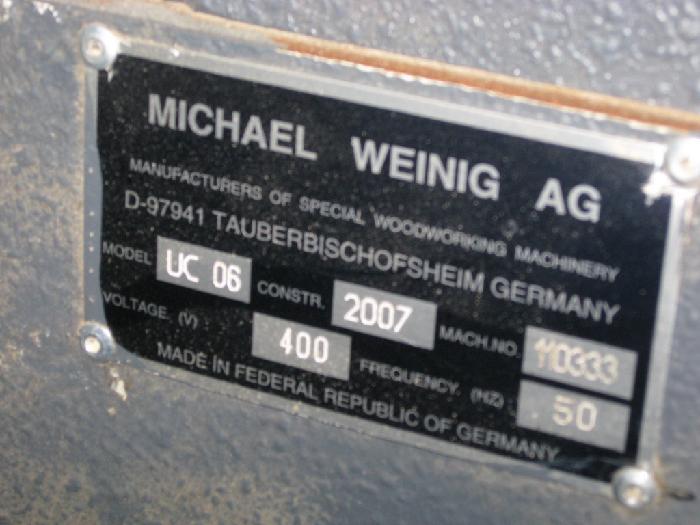 MICHAEL WEINIG AG
MANUFACTURERS OF SPECIAL WOODWORKING MACHINERY
D-97941 TAUBERBISCHOFSHEIM GERMANY
MODEL UC 06 CONSTR. 2007 MACH.NO. 110333
VOLTAGE. (V) 400 FREQUENCY. (HZ) 50
MADE IN FEDERAL REPUBLIC OF GERMANY